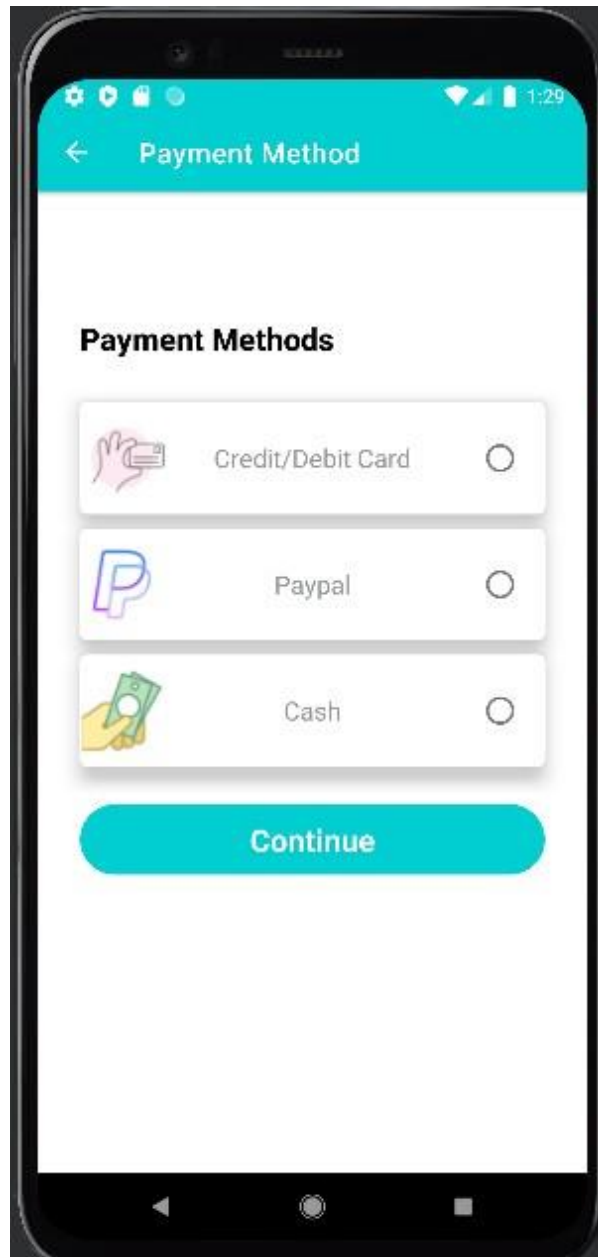 1:29
Payment Method
Payment Methods
Credit/Debit Card
Paypal
Cash
Continue